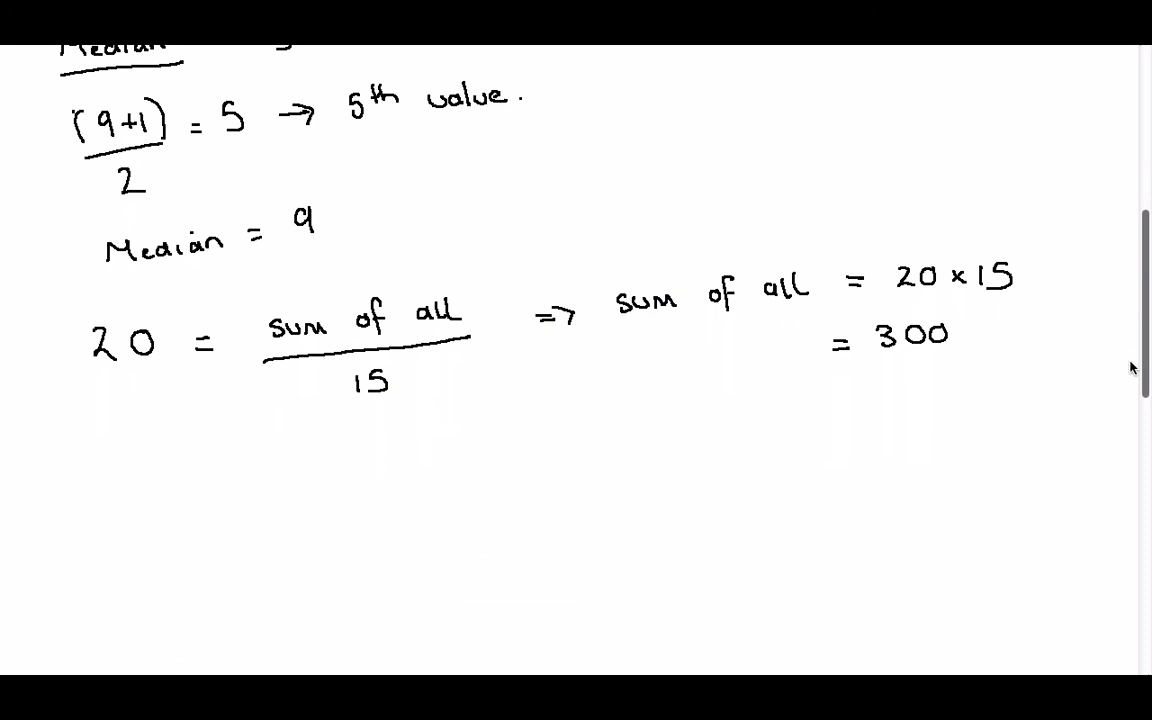 Median
(9+1) = 5 → 5th value.
2
Median = 9
20 = sum of all => sum of all = 20 × 15
15
= 300